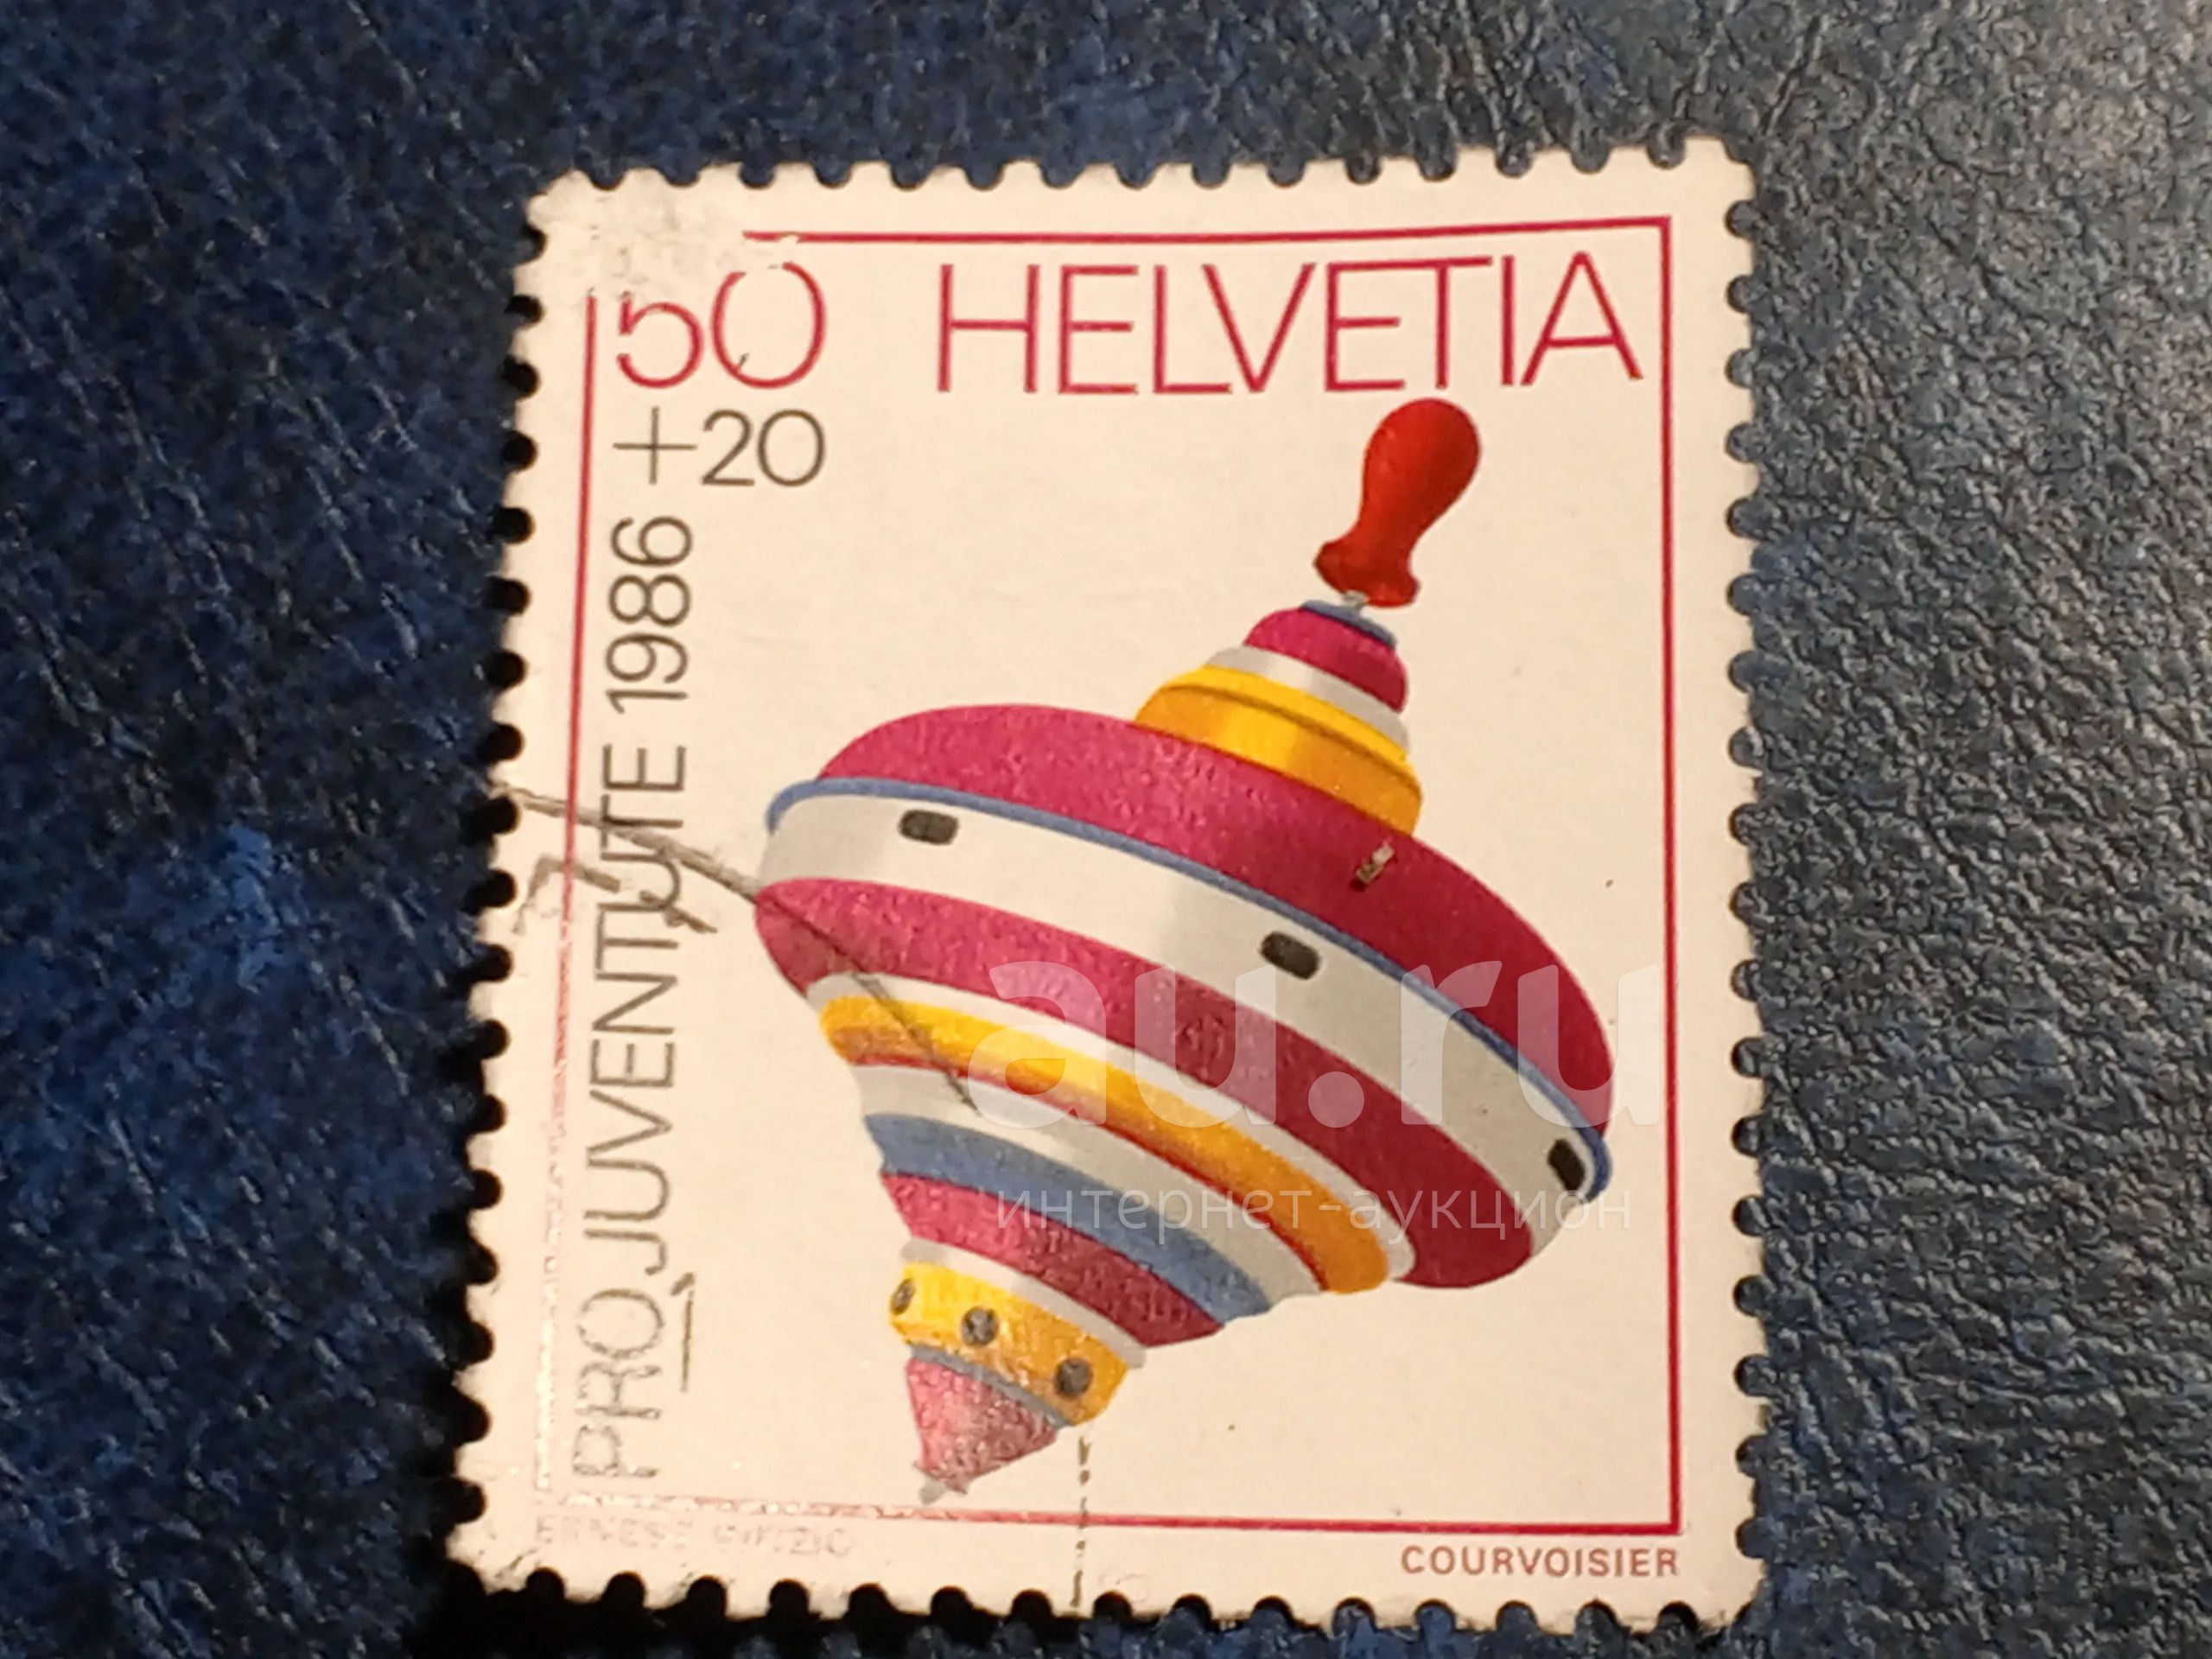 50 HELVETIA
+20
PRO JUVENTUTE 1986
au.ru
интернет-аукцион
COURVOISIER